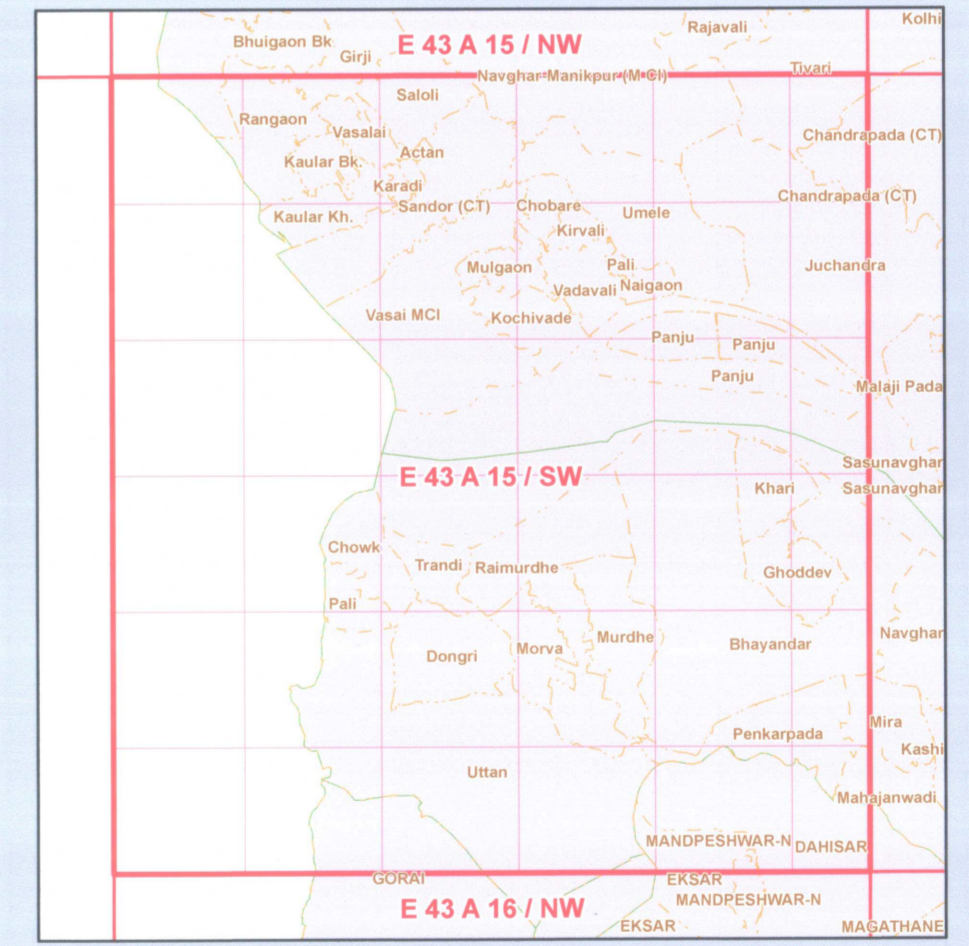 Kolhi
Rajavali
Bhuigaon Bk.
E 43 A 15 / NW
Girji
Tivari
Navghar-Manikpur (M Cl)
Saloli
Rangaon
Vasalai
Chandrapada (CT)
Actan
Kaular Bk.
Karadi
Chandrapada (CT)
Sandor (CT)
Chobare
Umele
Kaular Kh.
Kirvali
Mulgaon
Pali
Juchandra
Vadavali
Naigaon
Vasai MCl
Kochivade
Panju
Panju
Panju
Malaji Pada
Sasunavghar
E 43 A 15 / SW
Khari
Sasunavghar
Chowk
Trandi
Raimurdhe
Ghoddev
Pali
Murdhe
Navghar
Dongri
Morva
Bhayandar
Mira
Penkarpada
Kashi
Uttan
Mahajanwadi
MANDPESHWAR-N
DAHISAR
GORAI
EKSAR
MANDPESHWAR-N
E 43 A 16 / NW
EKSAR
MAGATHANE